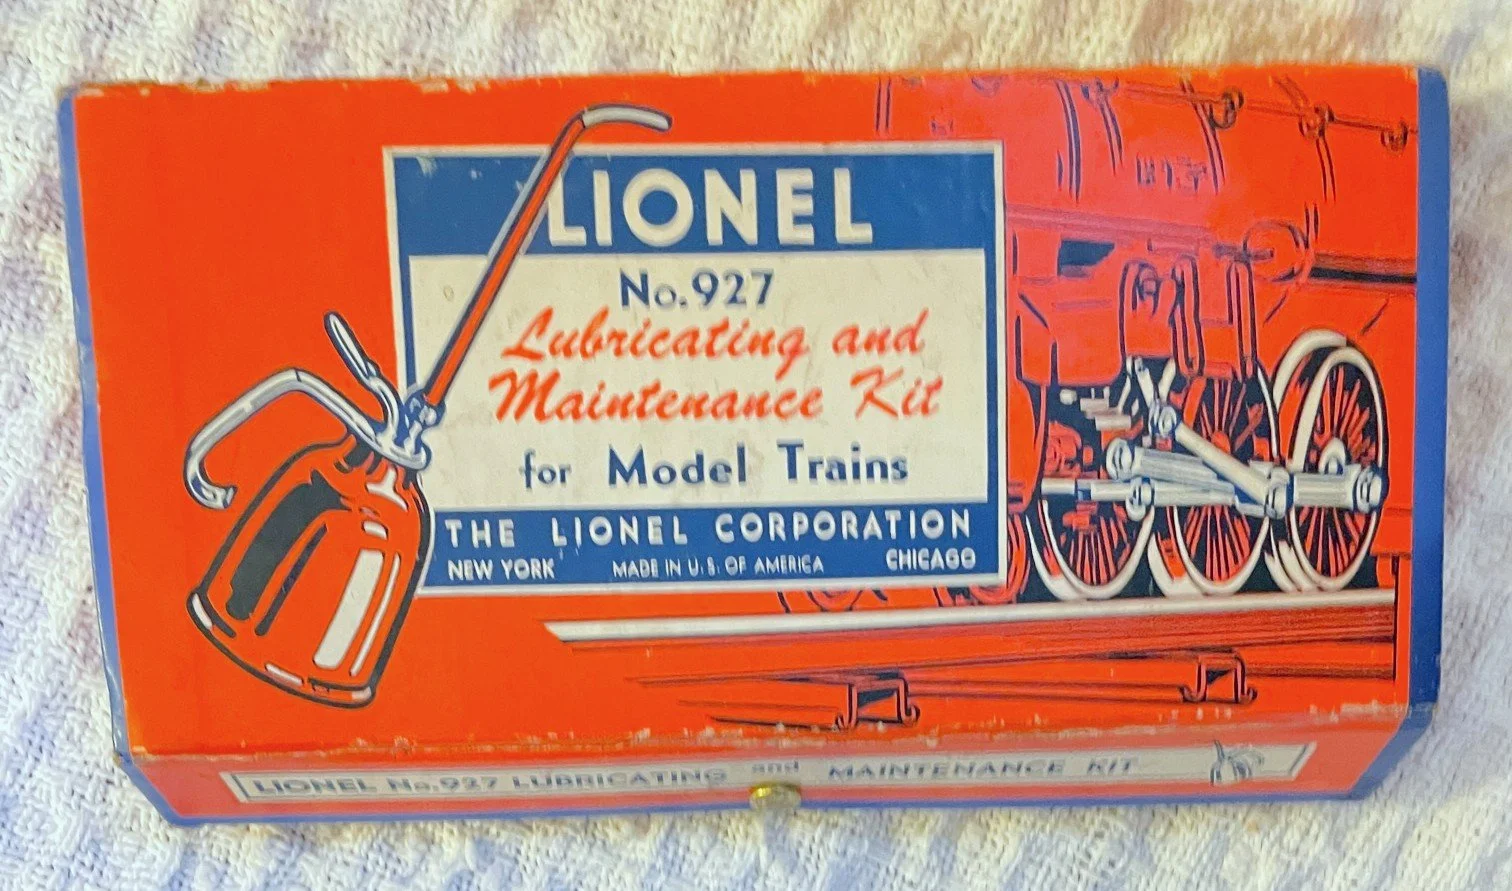 LIONEL
No. 927
Lubricating and
Maintenance Kit
for Model Trains
THE LIONEL CORPORATION
NEW YORK MADE IN U.S. OF AMERICA CHICAGO
LIONEL No. 927 LUBRICATING and MAINTENANCE KIT